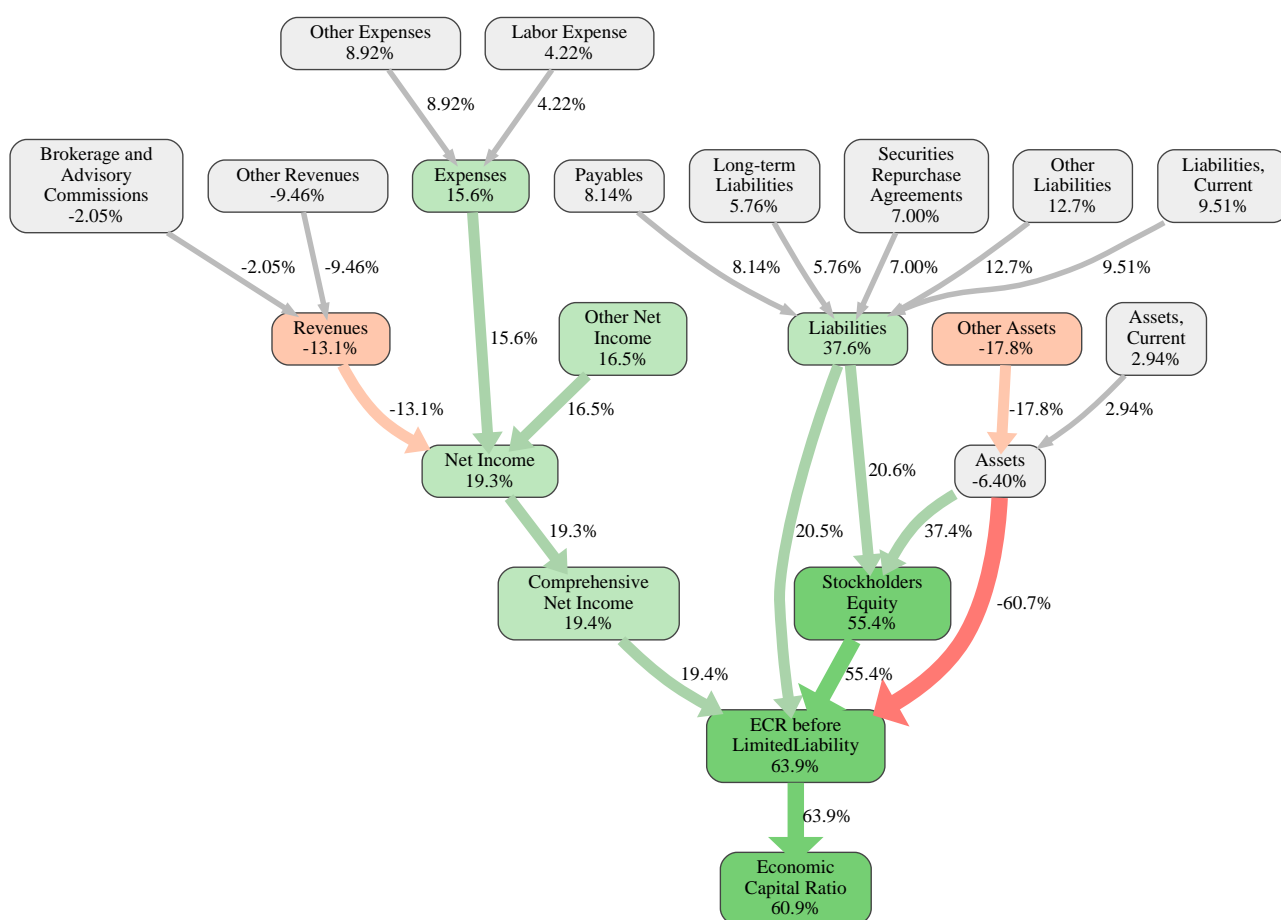 Other Expenses
8.92%
Labor Expense
4.22%
8.92%
4.22%
Brokerage and
Advisory
Commissions
-2.05%
Other Revenues
-9.46%
Expenses
15.6%
Payables
8.14%
Long-term
Liabilities
5.76%
Securities
Repurchase
Agreements
7.00%
Other
Liabilities
12.7%
Liabilities,
Current
9.51%
-2.05%
-9.46%
8.14%
5.76%
7.00%
12.7%
9.51%
Revenues
-13.1%
15.6%
Other Net
Income
16.5%
Liabilities
37.6%
Other Assets
-17.8%
Assets,
Current
2.94%
-13.1%
16.5%
-17.8%
2.94%
Net Income
19.3%
20.6%
Assets
-6.40%
19.3%
20.5%
37.4%
Comprehensive
Net Income
19.4%
Stockholders
Equity
55.4%
-60.7%
19.4%
55.4%
ECR before
LimitedLiability
63.9%
63.9%
Economic
Capital Ratio
60.9%